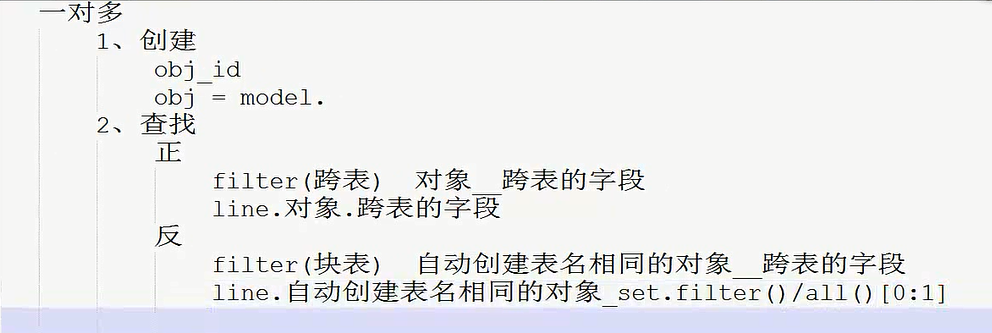 一对多
1、创建
obj_id
obj = model.
2、查找
正
filter(跨表)  对象__跨表的字段
line.对象.跨表的字段
反
filter(块表)  自动创建表名相同的对象__跨表的字段
line.自动创建表名相同的对象_set.filter()/all()[0:1]